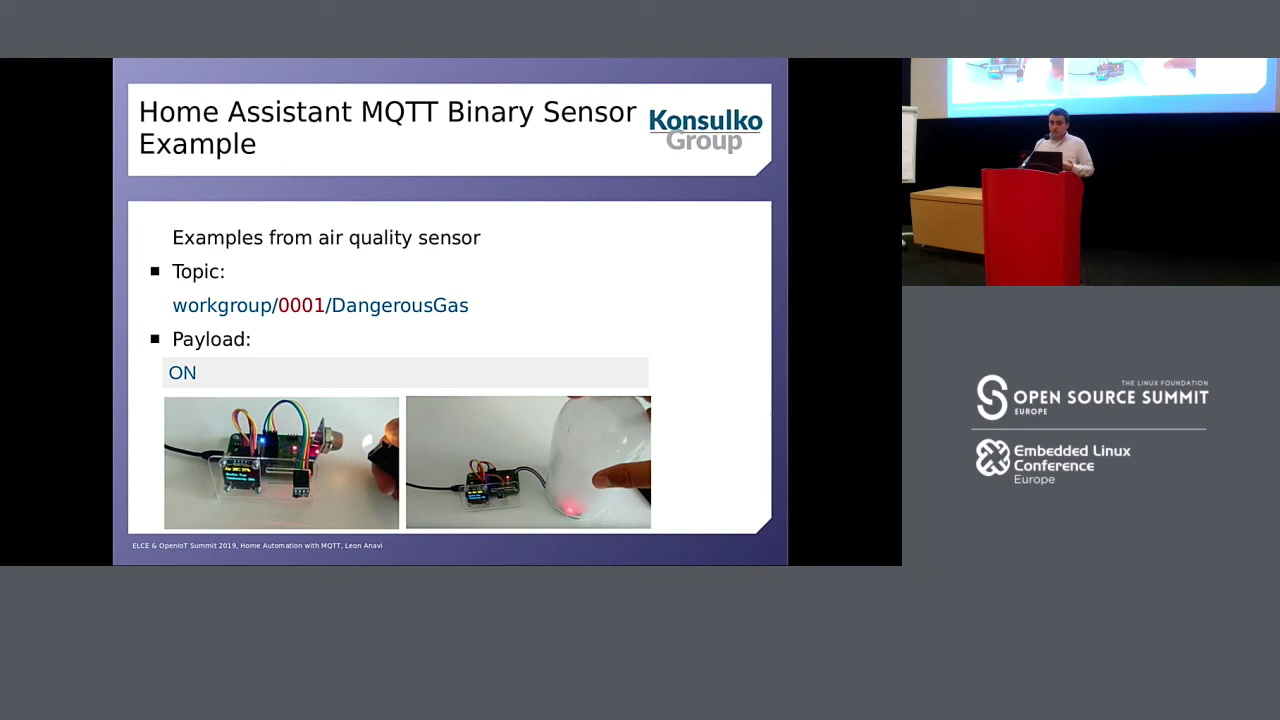 Home Assistant MQTT Binary Sensor
Example
Konsulko
Group
Examples from air quality sensor
Topic:
workgroup/0001/DangerousGas
Payload:
ON
ELCE & OpenIoT Summit 2019, Home Automation with MQTT, Leon Anavi
THE LINUX FOUNDATION
OPEN SOURCE SUMMIT
EUROPE
Embedded Linux
Conference
Europe